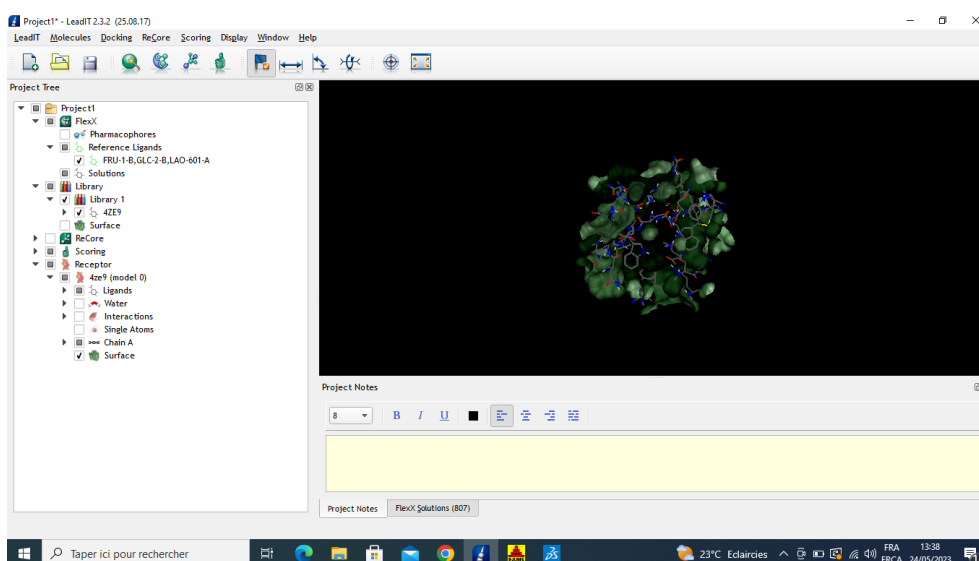 Project1* - LeadIT 2.3.2 (25.08.17)
LeadIT Molecules Docking ReCore Scoring Display Window Help
Project Tree
Project1
FlexX
Pharmacophores
Reference Ligands
FRU-1-B,GLC-2-B,LAO-601-A
Solutions
Library
Library 1
4ZE9
Surface
ReCore
Scoring
Receptor
4ze9 (model 0)
Ligands
Water
Interactions
Single Atoms
Chain A
Surface
Project Notes
8 B I U
Project Notes FlexX Solutions (807)
Taper ici pour rechercher 23°C Eclaircies FRA 13:38
FRCA 24/05/2023